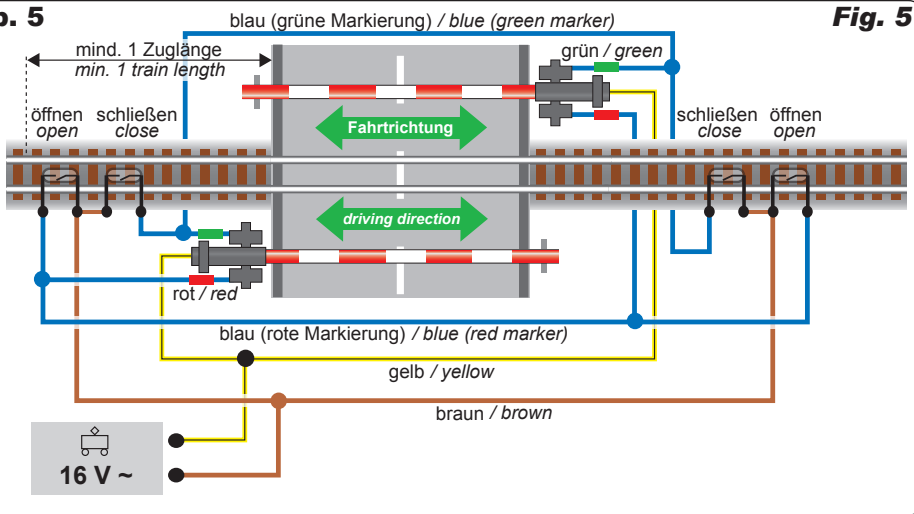 b. 5
Fig. 5
blau (grüne Markierung) / blue (green marker)
mind. 1 Zuglänge
min. 1 train length
grün / green
öffnen
open
schließen
close
Fahrtrichtung
schließen
close
öffnen
open
driving direction
rot / red
blau (rote Markierung) / blue (red marker)
gelb / yellow
braun / brown
16 V ~